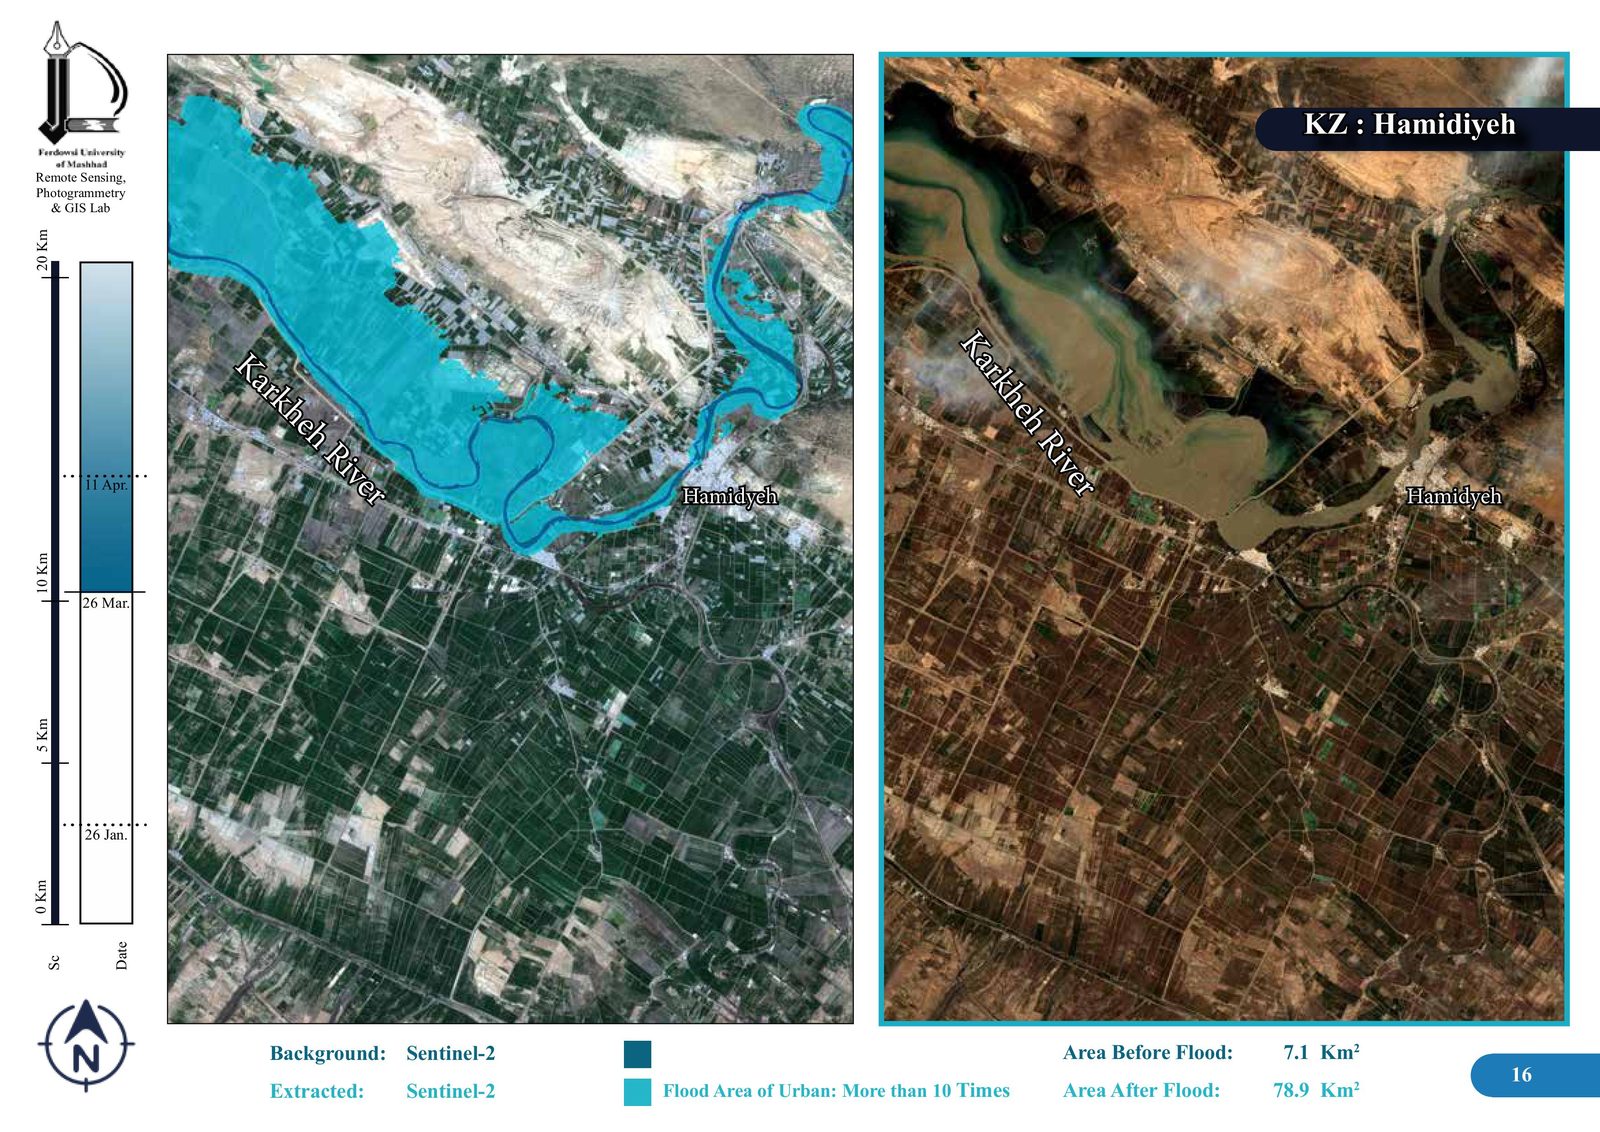 Ferdowsi University
of Mashhad
Remote Sensing,
Photogrammetry
& GIS Lab
20 Km
10 Km
5 Km
0 Km
Sc
11 Apr.
26 Mar.
26 Jan.
Date
N
Karkheh River
Hamidyeh
KZ : Hamidiyeh
Karkheh River
Hamidyeh
Background: Sentinel-2
Extracted: Sentinel-2
Flood Area of Urban: More than 10 Times
Area Before Flood: 7.1 Km²
Area After Flood: 78.9 Km²
16